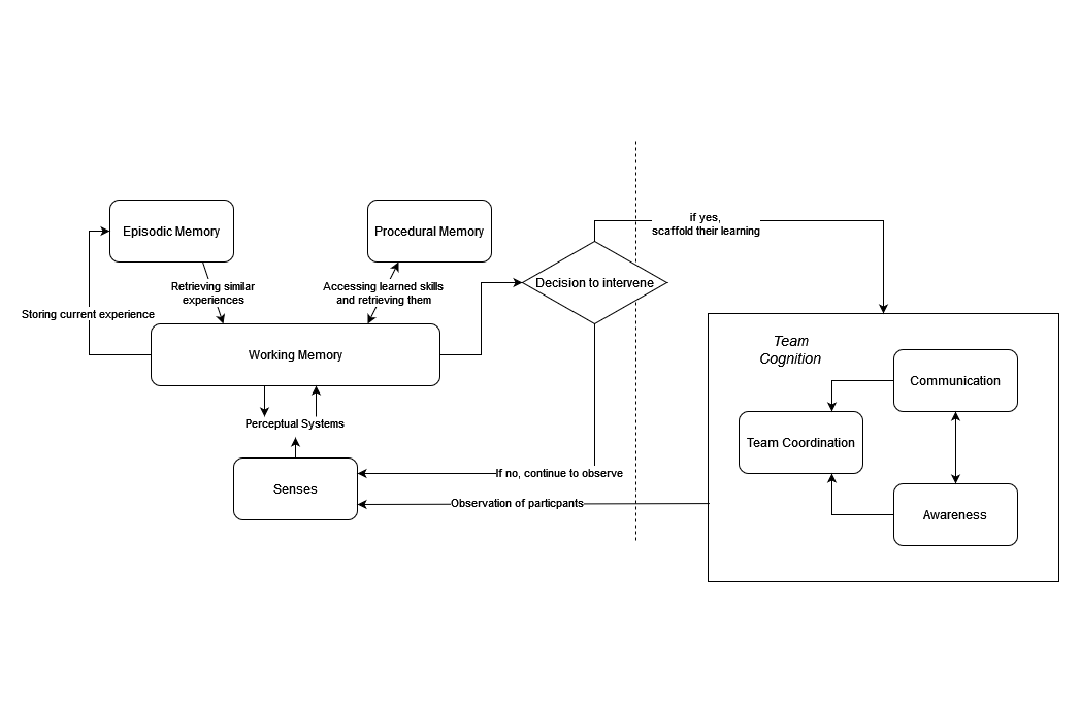 Episodic Memory
Procedural Memory
if yes,
scaffold their learning
Retrieving similar
experiences
Accessing learned skills
and retrieving them
Decision to intervene
Storing current experience
Working Memory
Team
Cognition
Communication
Perceptual Systems
Team Coordination
If no, continue to observe
Senses
Observation of particpants
Awareness